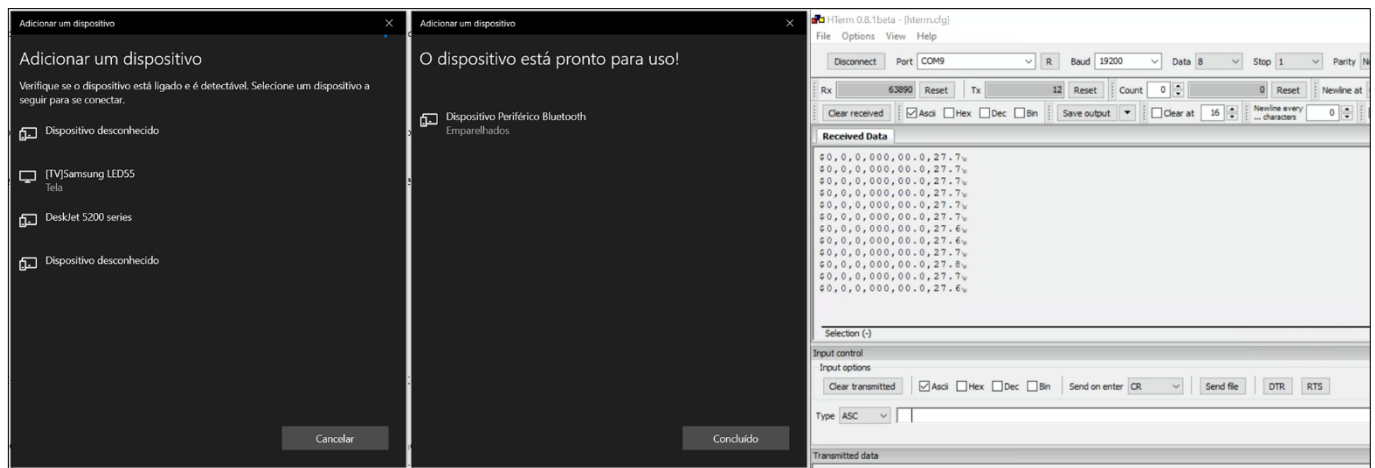 Adicionar um dispositivo
Adicionar um dispositivo
Verifique se o dispositivo está ligado e é detectável. Selecione um dispositivo a
seguir para se conectar.
Dispositivo desconhecido
[TV]Samsung LED55
Tela
DeskJet 5200 series
Dispositivo desconhecido
Cancelar
Adicionar um dispositivo
O dispositivo está pronto para uso!
Dispositivo Periférico Bluetooth
Emparelhados
Concluído
HTerm 0.8.1beta - [hterm.cfg]
File Options View Help
Disconnect Port COM9 R Baud 19200 Data 8 Stop 1 Parity
Rx 63890 Reset Tx 12 Reset Count 0 0 Reset Newline at
Clear received Ascii Hex Dec Bin Save output Clear at 16 Newline every
... characters 0
Received Data
$0,0,0,000,00.0,27.7
$0,0,0,000,00.0,27.7
$0,0,0,000,00.0,27.7
$0,0,0,000,00.0,27.7
$0,0,0,000,00.0,27.7
$0,0,0,000,00.0,27.7
$0,0,0,000,00.0,27.6
$0,0,0,000,00.0,27.6
$0,0,0,000,00.0,27.7
$0,0,0,000,00.0,27.8
$0,0,0,000,00.0,27.7
$0,0,0,000,00.0,27.6
Selection (-)
Input control
Input options
Clear transmitted Ascii Hex Dec Bin Send on enter CR Send file DTR RTS
Type ASC
Transmitted data